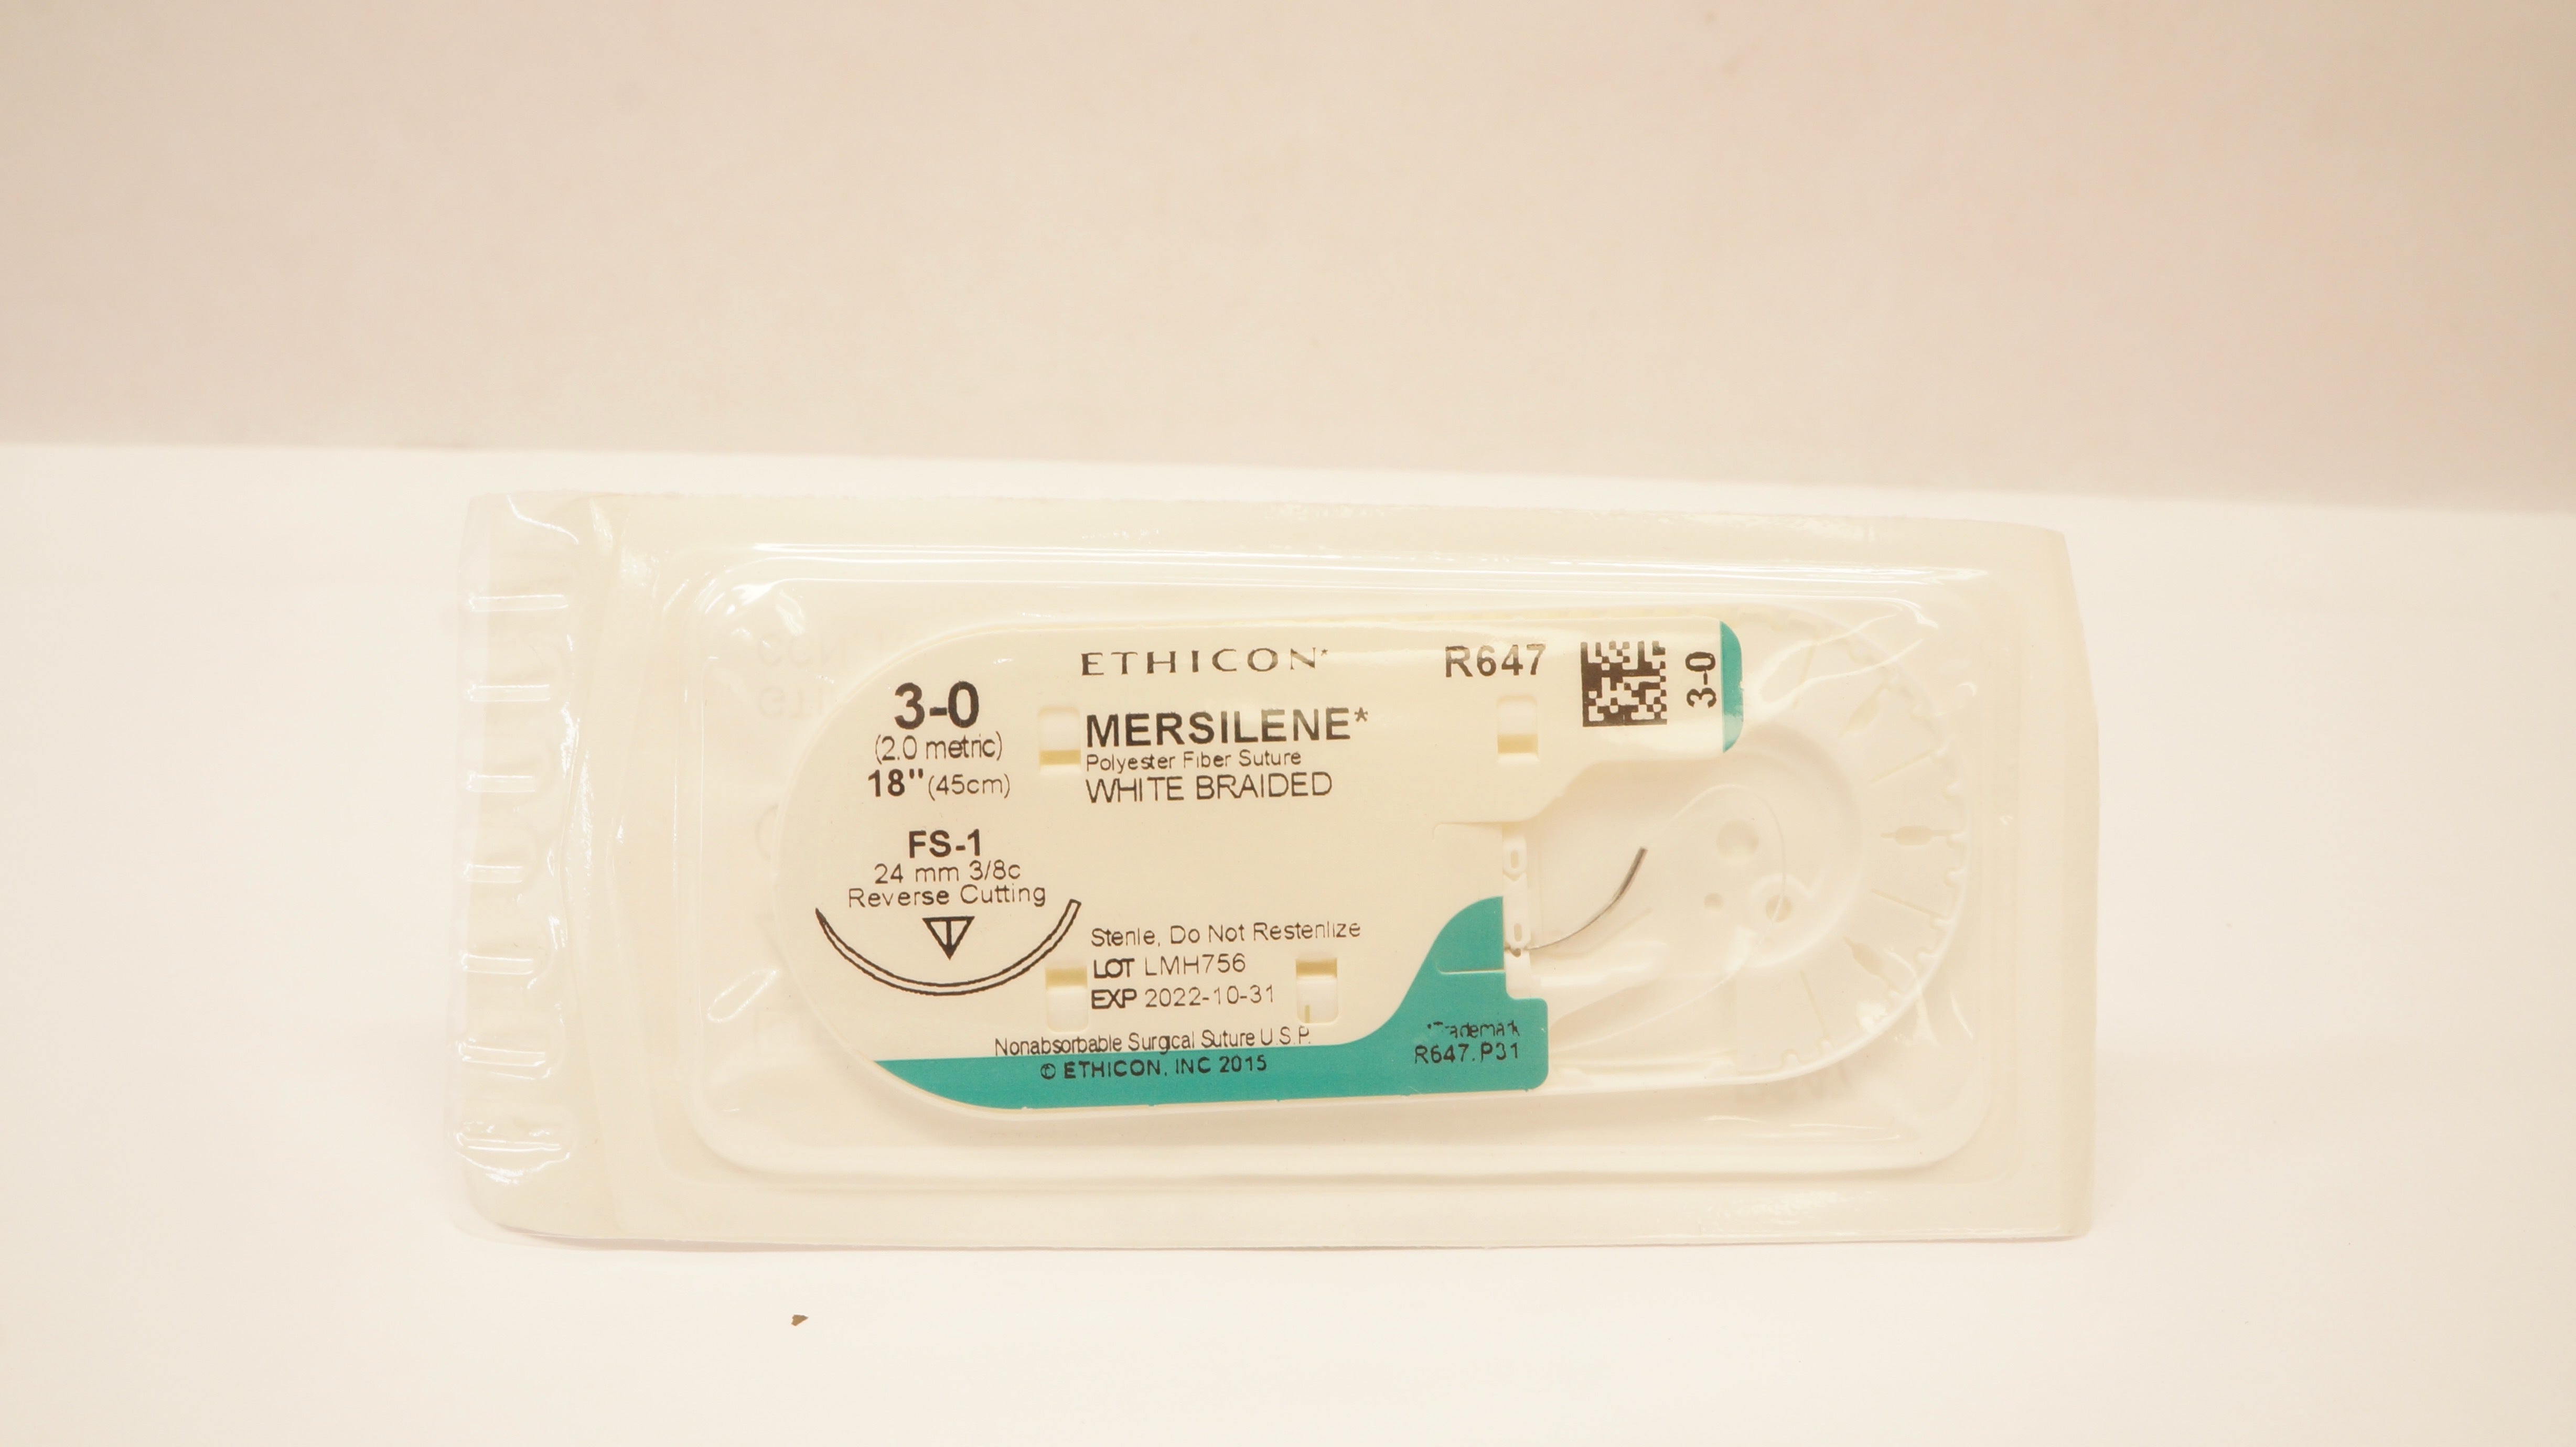 ETHICON*
R647
3-0
3-0
(2.0 metric)
18" (45cm)
MERSILENE*
Polyester Fiber Suture
WHITE BRAIDED
FS-1
24 mm 3/8c
Reverse Cutting
Sterile, Do Not Resterilize
LOT LMH756
EXP 2022-10-31
Nonabsorbable Surgical Suture U.S.P.
© ETHICON, INC 2015
*Trademark
R647.P31